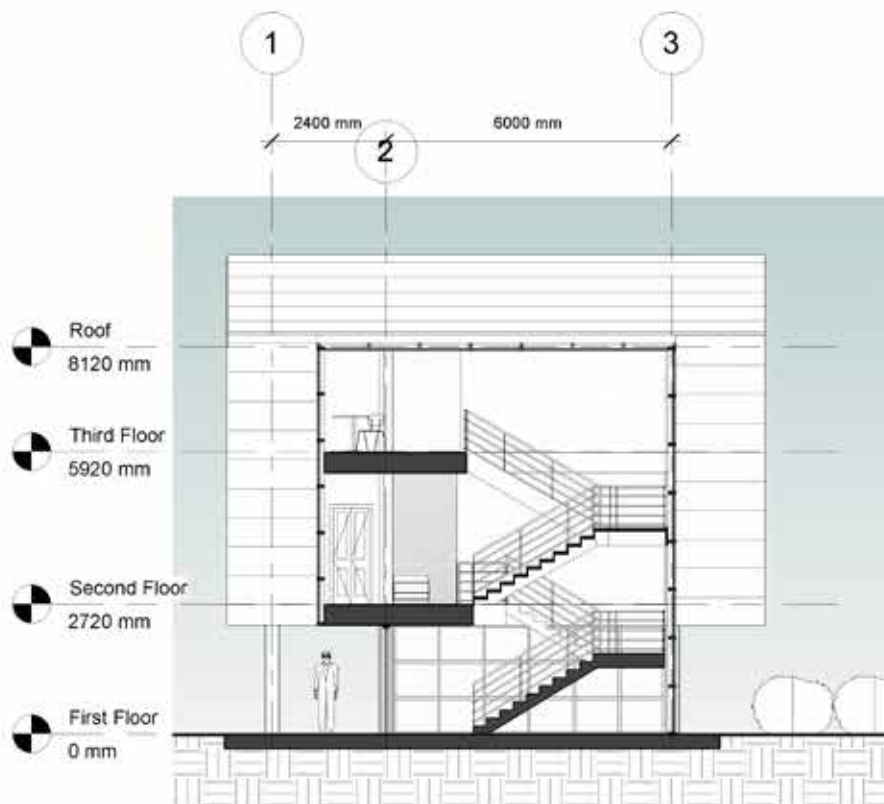 1
3
2400 mm
6000 mm
2
Roof
8120 mm
Third Floor
5920 mm
Second Floor
2720 mm
First Floor
0 mm